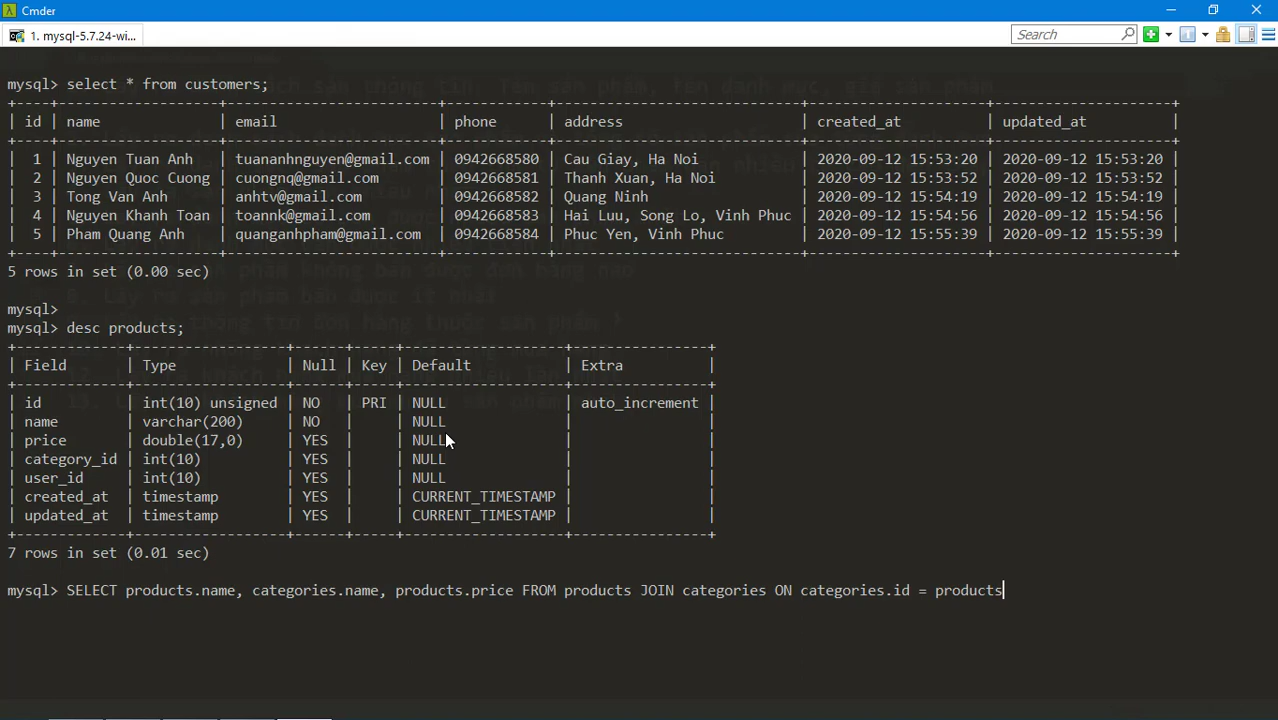 Cmder
1. mysql-5.7.24-wi...
Search
mysql> select * from customers;
+----+------------------+-------------------------+------------+------------------------------+---------------------+---------------------+
| id | name | email | phone | address | created_at | updated_at |
| 1 | Nguyen Tuan Anh | tuananhnguyen@gmail.com | 0942668580 | Cau Giay, Ha Noi | 2020-09-12 15:53:20 | 2020-09-12 15:53:20 |
| 2 | Nguyen Quoc Cuong | cuongnq@gmail.com | 0942668581 | Thanh Xuan, Ha Noi | 2020-09-12 15:53:52 | 2020-09-12 15:53:52 |
| 3 | Tong Van Anh | anhtv@gmail.com | 0942668582 | Quang Ninh | 2020-09-12 15:54:19 | 2020-09-12 15:54:19 |
| 4 | Nguyen Khanh Toan | toannk@gmail.com | 0942668583 | Hai Luu, Song Lo, Vinh Phuc | 2020-09-12 15:54:56 | 2020-09-12 15:54:56 |
| 5 | Pham Quang Anh | quanganhpham@gmail.com | 0942668584 | Phuc Yen, Vinh Phuc | 2020-09-12 15:55:39 | 2020-09-12 15:55:39 |
5 rows in set (0.00 sec)
mysql>
mysql> desc products;
| Field | Type | Null | Key | Default | Extra |
| id | int(10) unsigned | NO | PRI | NULL | auto_increment |
| name | varchar(200) | NO | | NULL | |
| price | double(17,0) | YES | | NULL | |
| category_id | int(10) | YES | | NULL | |
| user_id | int(10) | YES | | NULL | |
| created_at | timestamp | YES | | CURRENT_TIMESTAMP | |
| updated_at | timestamp | YES | | CURRENT_TIMESTAMP | |
7 rows in set (0.01 sec)
mysql> SELECT products.name, categories.name, products.price FROM products JOIN categories ON categories.id = products